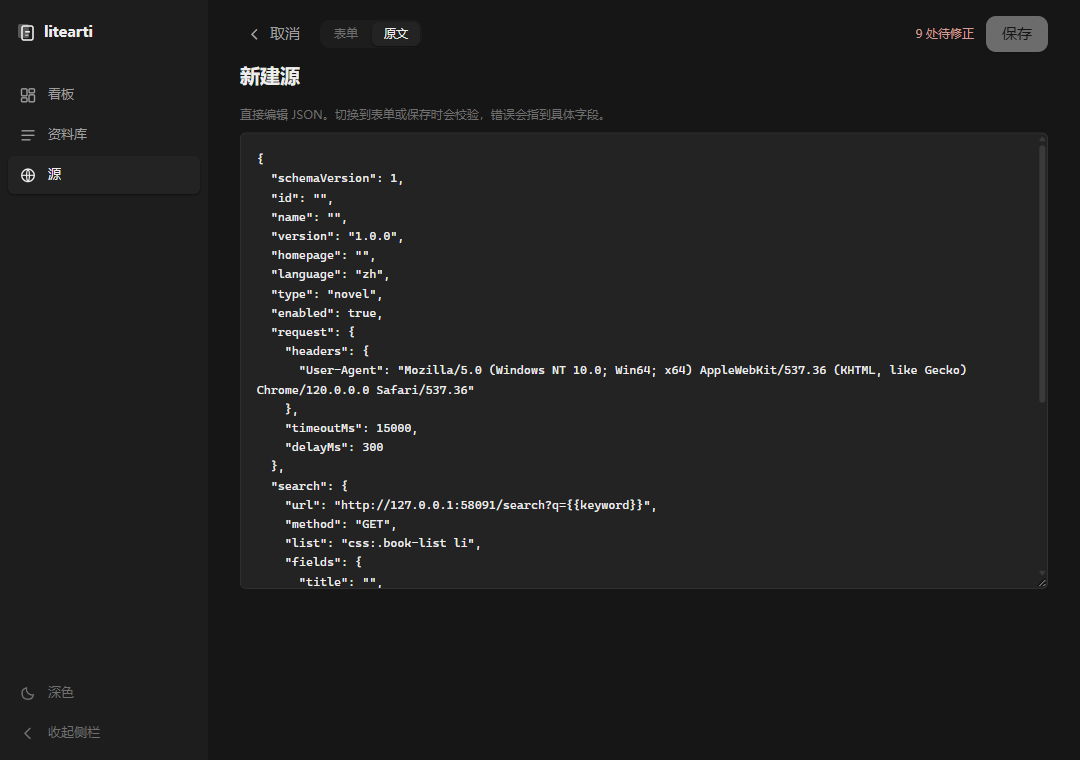 litearti
看板
资料库
源
深色
收起侧栏
取消
表单
原文
9 处待修正
保存
新建源
直接编辑 JSON。切换到表单或保存时会校验，错误会指到具体字段。
{
  "schemaVersion": 1,
  "id": "",
  "name": "",
  "version": "1.0.0",
  "homepage": "",
  "language": "zh",
  "type": "novel",
  "enabled": true,
  "request": {
    "headers": {
      "User-Agent": "Mozilla/5.0 (Windows NT 10.0; Win64; x64) AppleWebKit/537.36 (KHTML, like Gecko)
Chrome/120.0.0.0 Safari/537.36"
    },
    "timeoutMs": 15000,
    "delayMs": 300
  },
  "search": {
    "url": "http://127.0.0.1:58091/search?q={{keyword}}",
    "method": "GET",
    "list": "css:.book-list li",
    "fields": {
      "title": "",